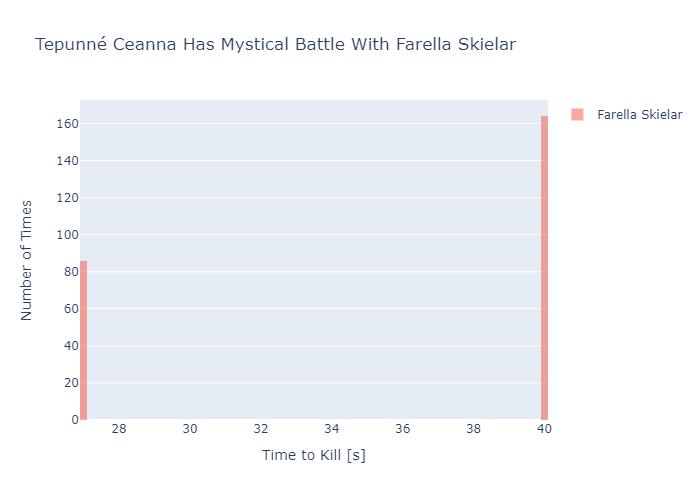 Tepunné Ceanna Has Mystical Battle With Farella Skielar
Farella Skielar
Number of Times
160
140
120
100
80
60
40
20
0
28 30 32 34 36 38 40
Time to Kill [s]